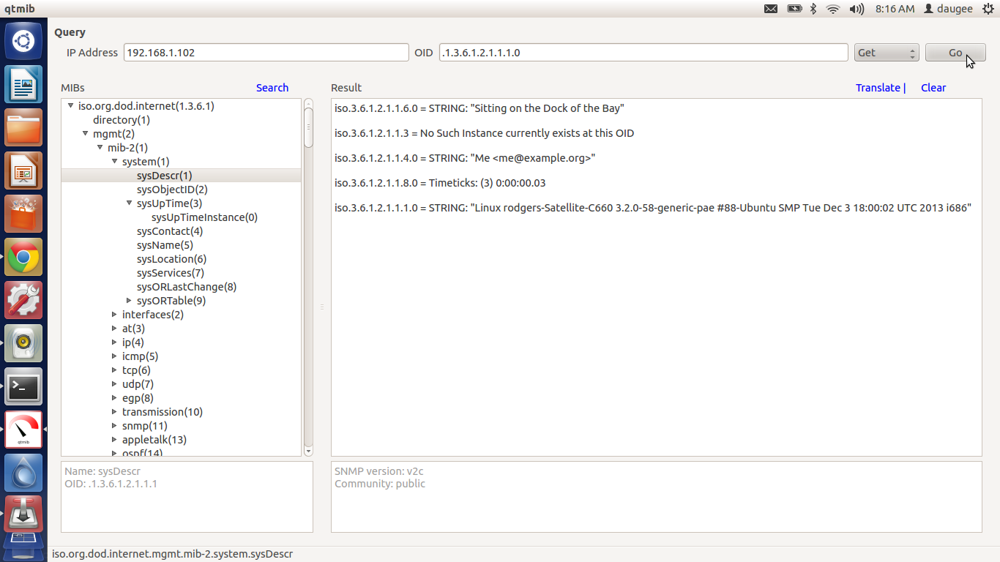 qtmib
8:16 AM
daugee
Query
IP Address
192.168.1.102
OID
.1.3.6.1.2.1.1.1.0
Get
Go
MIBs
Search
iso.org.dod.internet(1.3.6.1)
directory(1)
mgmt(2)
mib-2(1)
system(1)
sysDescr(1)
sysObjectID(2)
sysUpTime(3)
sysUpTimeInstance(0)
sysContact(4)
sysName(5)
sysLocation(6)
sysServices(7)
sysORLastChange(8)
sysORTable(9)
interfaces(2)
at(3)
ip(4)
icmp(5)
tcp(6)
udp(7)
egp(8)
transmission(10)
snmp(11)
appletalk(13)
ospf(14)
Result
Translate |
Clear
iso.3.6.1.2.1.1.6.0 = STRING: "Sitting on the Dock of the Bay"
iso.3.6.1.2.1.1.3 = No Such Instance currently exists at this OID
iso.3.6.1.2.1.1.4.0 = STRING: "Me <me@example.org>"
iso.3.6.1.2.1.1.8.0 = Timeticks: (3) 0:00:00.03
iso.3.6.1.2.1.1.1.0 = STRING: "Linux rodgers-Satellite-C660 3.2.0-58-generic-pae #88-Ubuntu SMP Tue Dec 3 18:00:02 UTC 2013 i686"
Name: sysDescr
OID: .1.3.6.1.2.1.1.1
SNMP version: v2c
Community: public
qtmib
iso.org.dod.internet.mgmt.mib-2.system.sysDescr